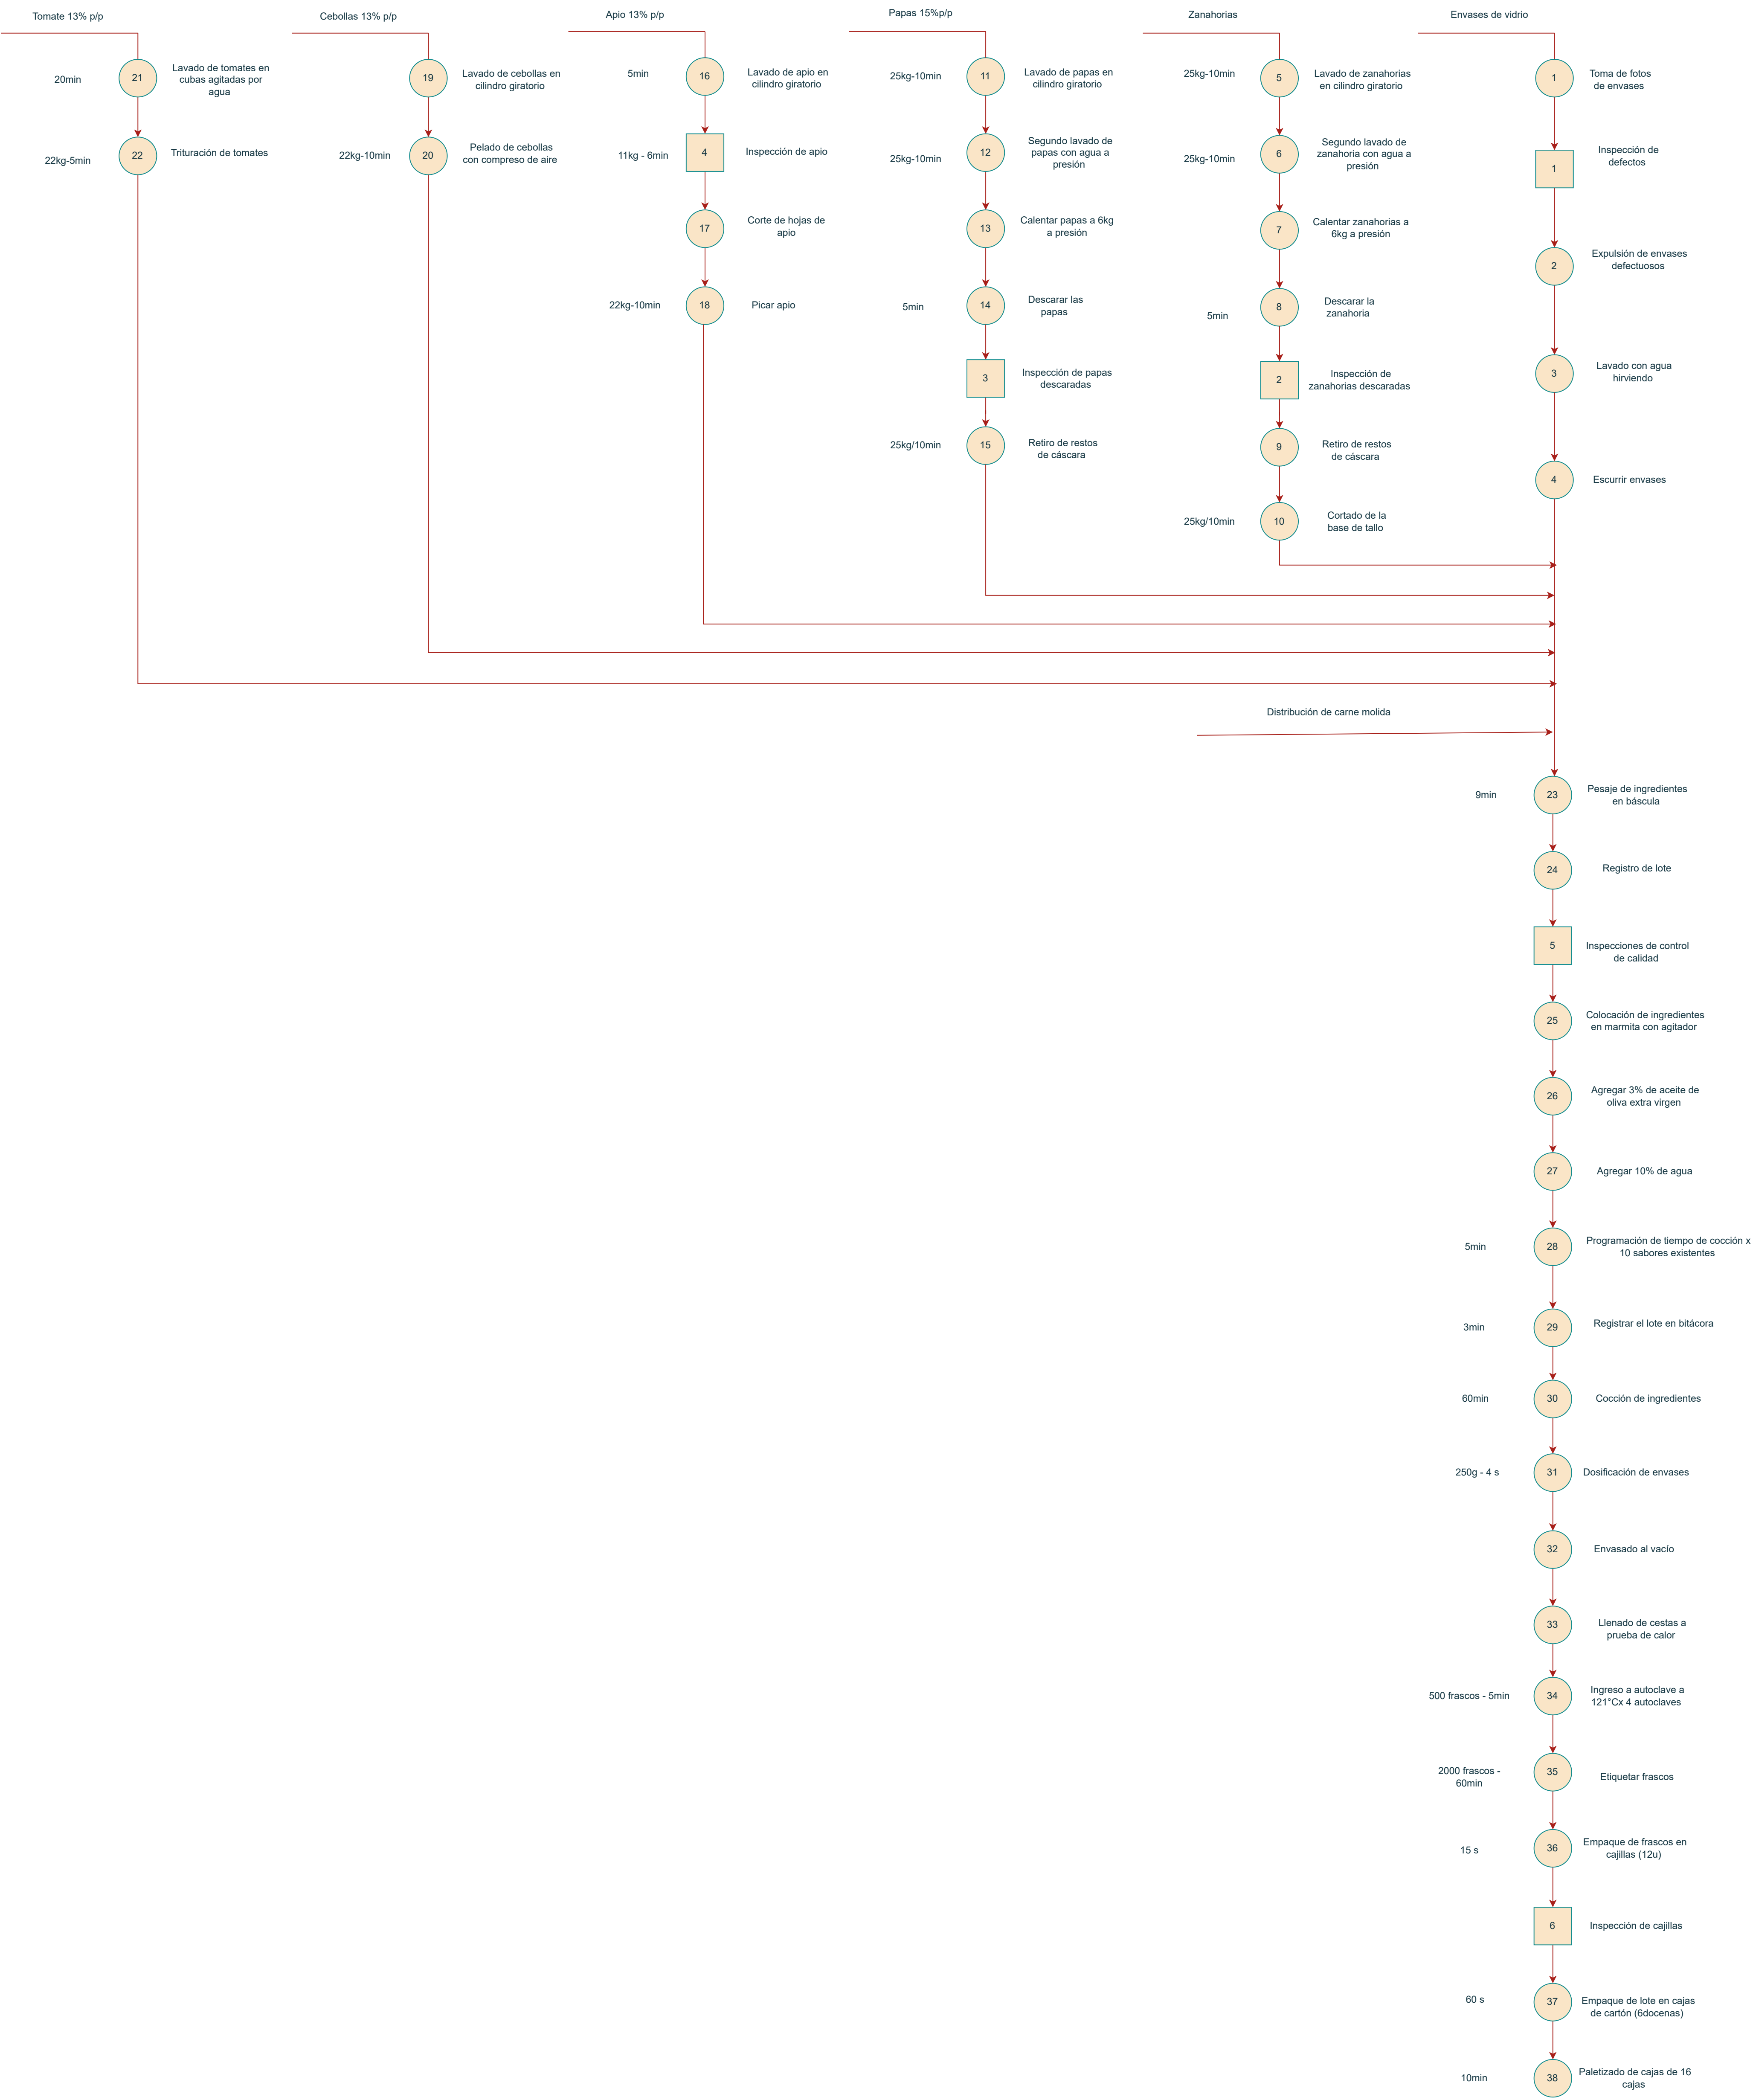 Tomate 13% p/p
20min
21
Lavado de tomates en
cubas agitadas por
agua
22kg-5min
22
Trituración de tomates
Cebollas 13% p/p
19
Lavado de cebollas en
cilindro giratorio
22kg-10min
20
Pelado de cebollas
con compreso de aire
Apio 13% p/p
5min
16
Lavado de apio en
cilindro giratorio
11kg - 6min
4
Inspección de apio
17
Corte de hojas de
apio
22kg-10min
18
Picar apio
Papas 15%p/p
25kg-10min
11
Lavado de papas en
cilindro giratorio
25kg-10min
12
Segundo lavado de
papas con agua a
presión
13
Calentar papas a 6kg
a presión
5min
14
Descarar las
papas
3
Inspección de papas
descaradas
25kg/10min
15
Retiro de restos
de cáscara
Zanahorias
25kg-10min
5
Lavado de zanahorias
en cilindro giratorio
25kg-10min
6
Segundo lavado de
zanahoria con agua a
presión
7
Calentar zanahorias a
6kg a presión
5min
8
Descarar la
zanahoria
2
Inspección de
zanahorias descaradas
9
Retiro de restos
de cáscara
25kg/10min
10
Cortado de la
base de tallo
Envases de vidrio
1
Toma de fotos
de envases
1
Inspección de
defectos
2
Expulsión de envases
defectuosos
3
Lavado con agua
hirviendo
4
Escurrir envases
Distribución de carne molida
9min
23
Pesaje de ingredientes
en báscula
24
Registro de lote
5
Inspecciones de control
de calidad
25
Colocación de ingredientes
en marmita con agitador
26
Agregar 3% de aceite de
oliva extra virgen
27
Agregar 10% de agua
5min
28
Programación de tiempo de cocción x
10 sabores existentes
3min
29
Registrar el lote en bitácora
60min
30
Cocción de ingredientes
250g - 4 s
31
Dosificación de envases
32
Envasado al vacío
33
Llenado de cestas a
prueba de calor
500 frascos - 5min
34
Ingreso a autoclave a
121°Cx 4 autoclaves
2000 frascos -
60min
35
Etiquetar frascos
15 s
36
Empaque de frascos en
cajillas (12u)
6
Inspección de cajillas
60 s
37
Empaque de lote en cajas
de cartón (6docenas)
10min
38
Paletizado de cajas de 16
cajas